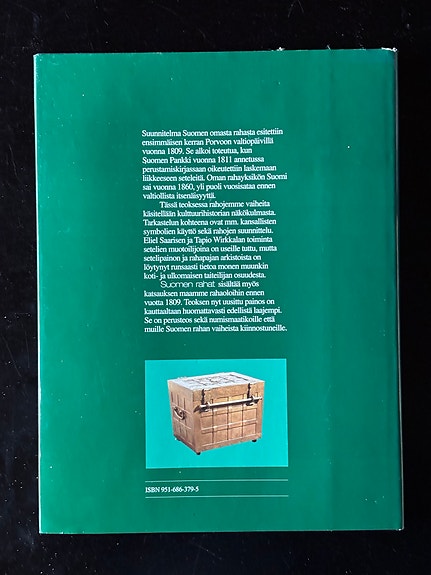 Suunnitelma Suomen omasta rahasta esitettiin
ensimmäisen kerran Porvoon valtiopäivillä
vuonna 1809. Se alkoi toteutua, kun
Suomen Pankki vuonna 1811 annetussa
perustamiskirjassaan oikeutettiin laskemaan
liikkeeseen seteleitä. Oman rahayksikön Suomi
sai vuonna 1860, yli puoli vuosisataa ennen
valtiollista itsenäisyyttä.
Tässä teoksessa rahojemme vaiheita
käsitellään kulttuurihistorian näkökulmasta.
Tarkastelun kohteena ovat mm. kansallisten
symbolien käyttö sekä rahojen suunnittelu.
Eliel Saarisen ja Tapio Wirkkalan toiminta
setelien muotoilijoina on useille tuttu, mutta
setelipainon ja rahapajan arkistoista on
löytynyt runsaasti tietoa monen muunkin
koti- ja ulkomaisen taiteilijan osuudesta.
Suomen rahat sisältää myös
katsauksen maamme rahaoloihin ennen
vuotta 1809. Teoksen nyt uusittu painos on
kauttaaltaan huomattavasti edellistä laajempi.
Se on perusteos sekä numismaatikoille että
muille Suomen rahan vaiheista kiinnostuneille.
ISBN 951-686-379-5